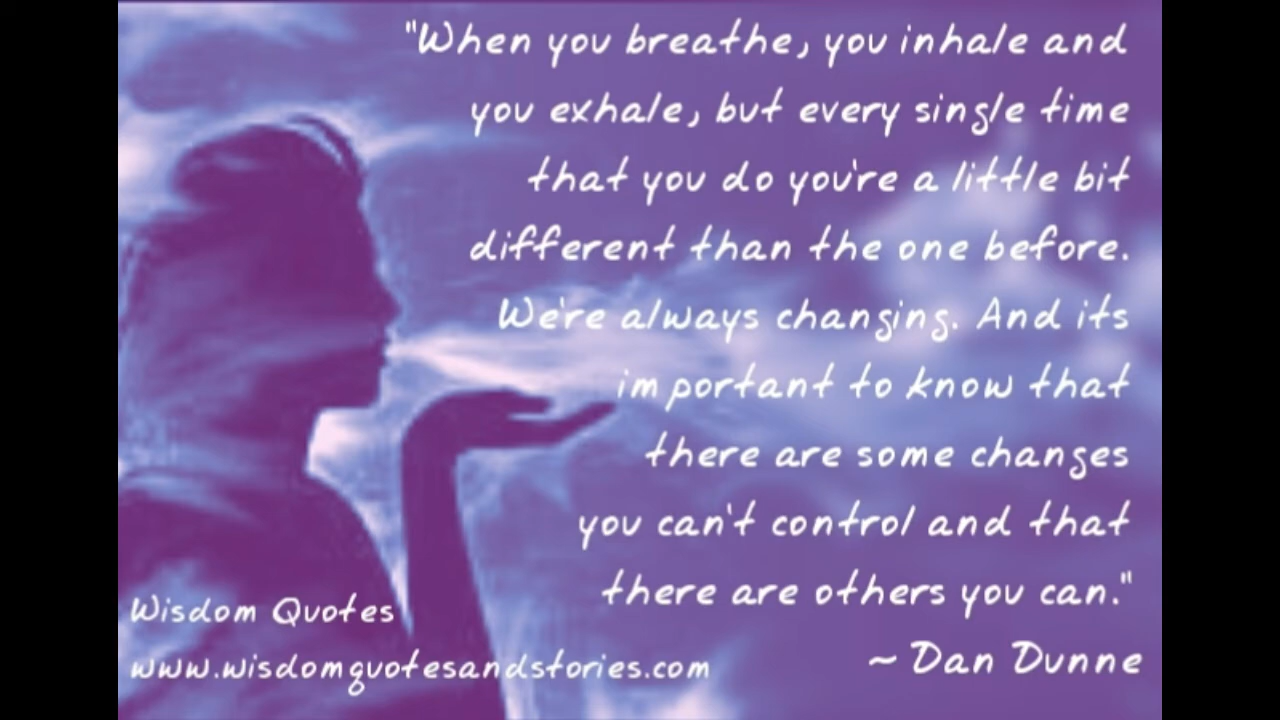 "When you breathe, you inhale and
you exhale, but every single time
that you do you're a little bit
different than the one before.
We're always changing. And its
important to know that
there are some changes
you can't control and that
there are others you can."
~ Dan Dunne
Wisdom Quotes
www.wisdomquotesandstories.com